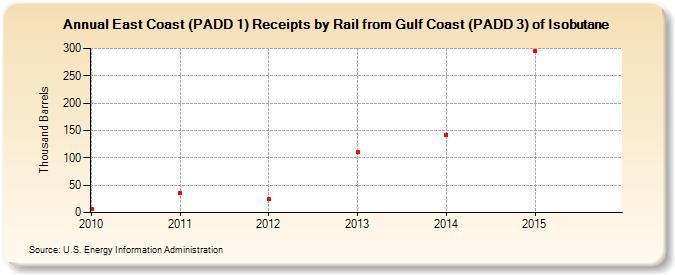 Annual East Coast (PADD 1) Receipts by Rail from Gulf Coast (PADD 3) of Isobutane
Thousand Barrels
300
250
200
150
100
50
0
2010 2011 2012 2013 2014 2015
Source: U.S. Energy Information Administration